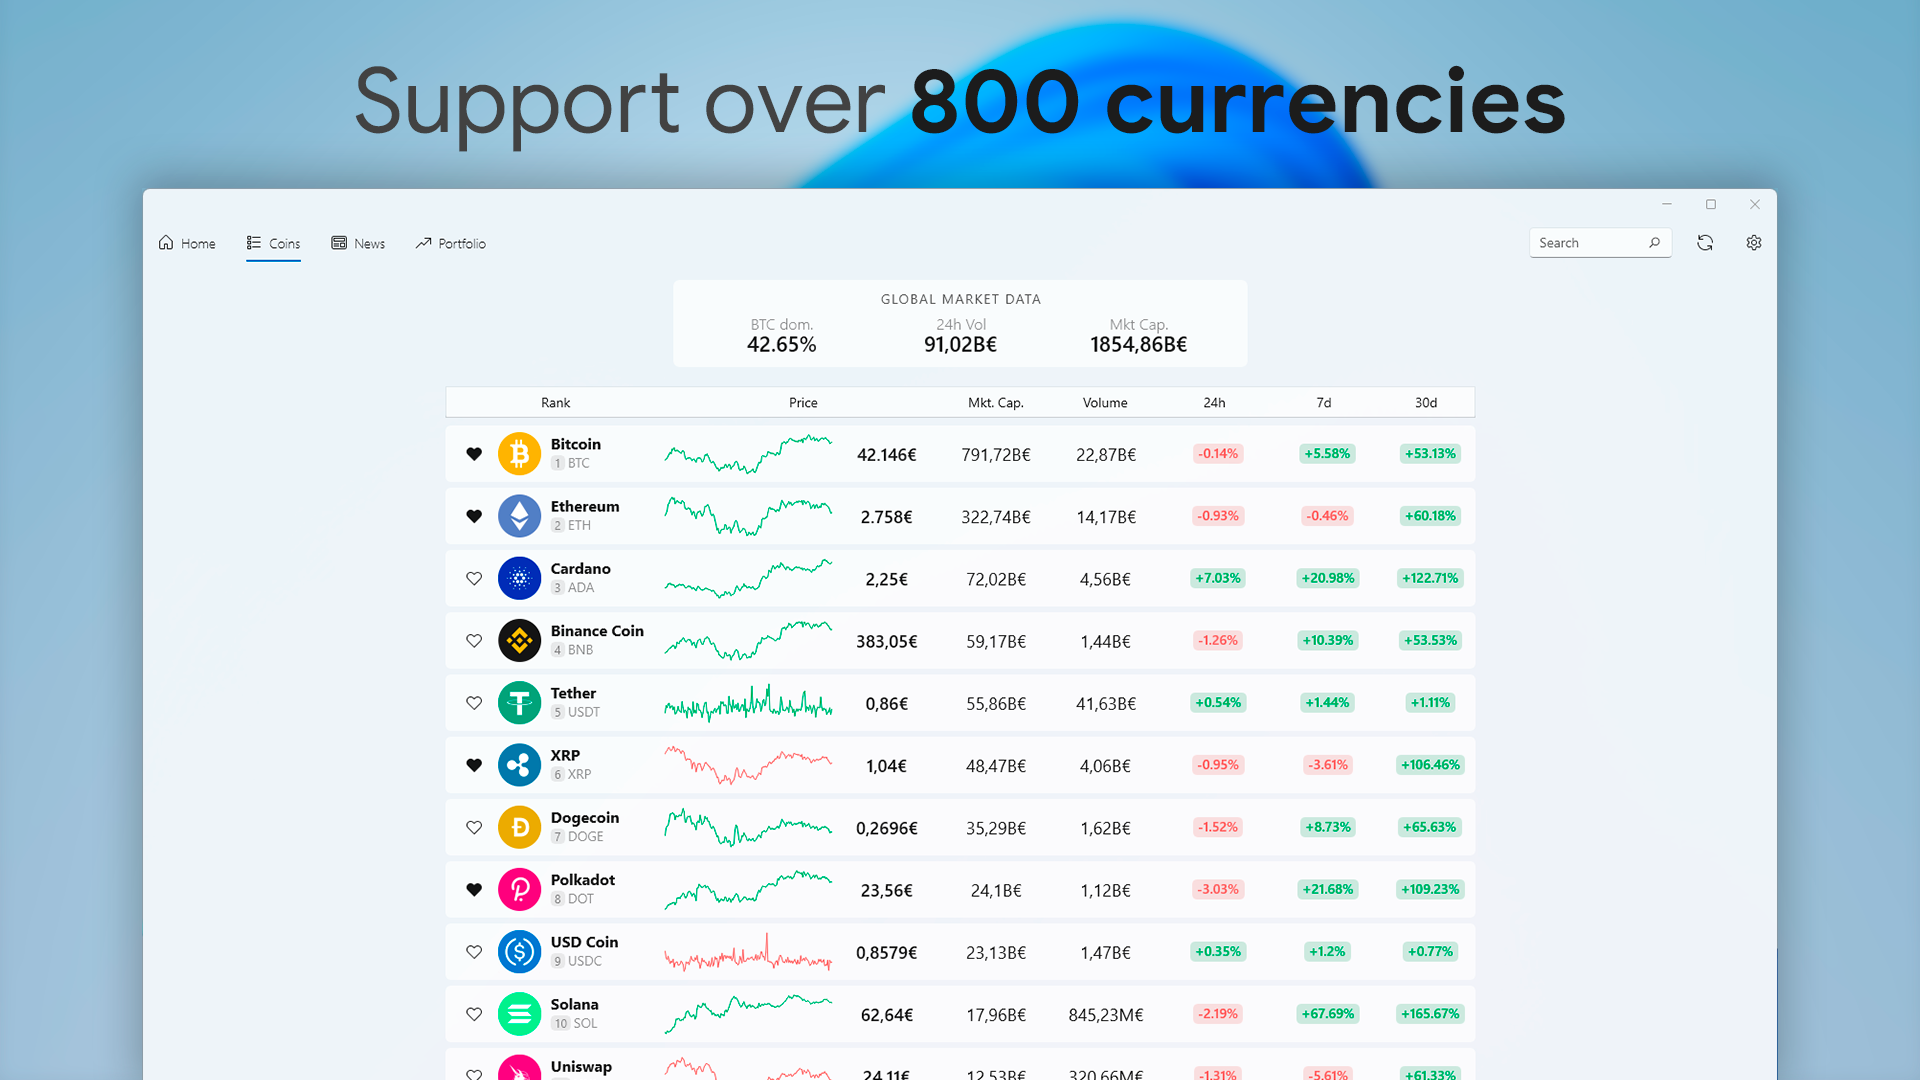 Support over 800 currencies
Home Coins News Portfolio Search
GLOBAL MARKET DATA
BTC dom. 24h Vol Mkt Cap.
42.65% 91,02B€ 1854,86B€
Rank Price Mkt. Cap. Volume 24h 7d 30d
Bitcoin
1 BTC
42.146€ 791,72B€ 22,87B€ -0.14% +5.58% +53.13%
Ethereum
2 ETH
2.758€ 322,74B€ 14,17B€ -0.93% -0.46% +60.18%
Cardano
3 ADA
2,25€ 72,02B€ 4,56B€ +7.03% +20.98% +122.71%
Binance Coin
4 BNB
383,05€ 59,17B€ 1,44B€ -1.26% +10.39% +53.53%
Tether
5 USDT
0,86€ 55,86B€ 41,63B€ +0.54% +1.44% +1.11%
XRP
6 XRP
1,04€ 48,47B€ 4,06B€ -0.95% -3.61% +106.46%
Dogecoin
7 DOGE
0,2696€ 35,29B€ 1,62B€ -1.52% +8.73% +65.63%
Polkadot
8 DOT
23,56€ 24,1B€ 1,12B€ -3.03% +21.68% +109.23%
USD Coin
9 USDC
0,8579€ 23,13B€ 1,47B€ +0.35% +1.2% +0.77%
Solana
10 SOL
62,64€ 17,96B€ 845,23M€ -2.19% +67.69% +165.67%
Uniswap
24,11€ 12,53B€ 320,66M€ -1.31% -5.61% +61.33%